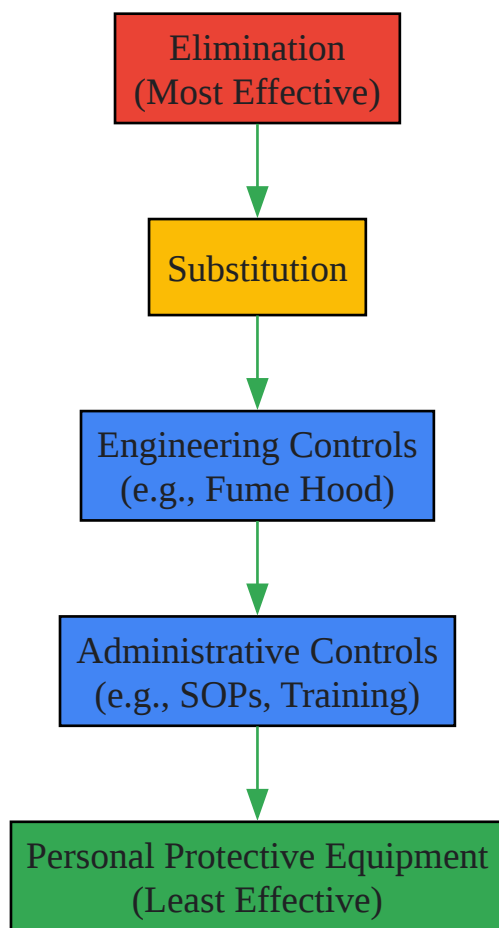 Elimination
(Most Effective)
Substitution
Engineering Controls
(e.g., Fume Hood)
Administrative Controls
(e.g., SOPs, Training)
Personal Protective Equipment
(Least Effective)